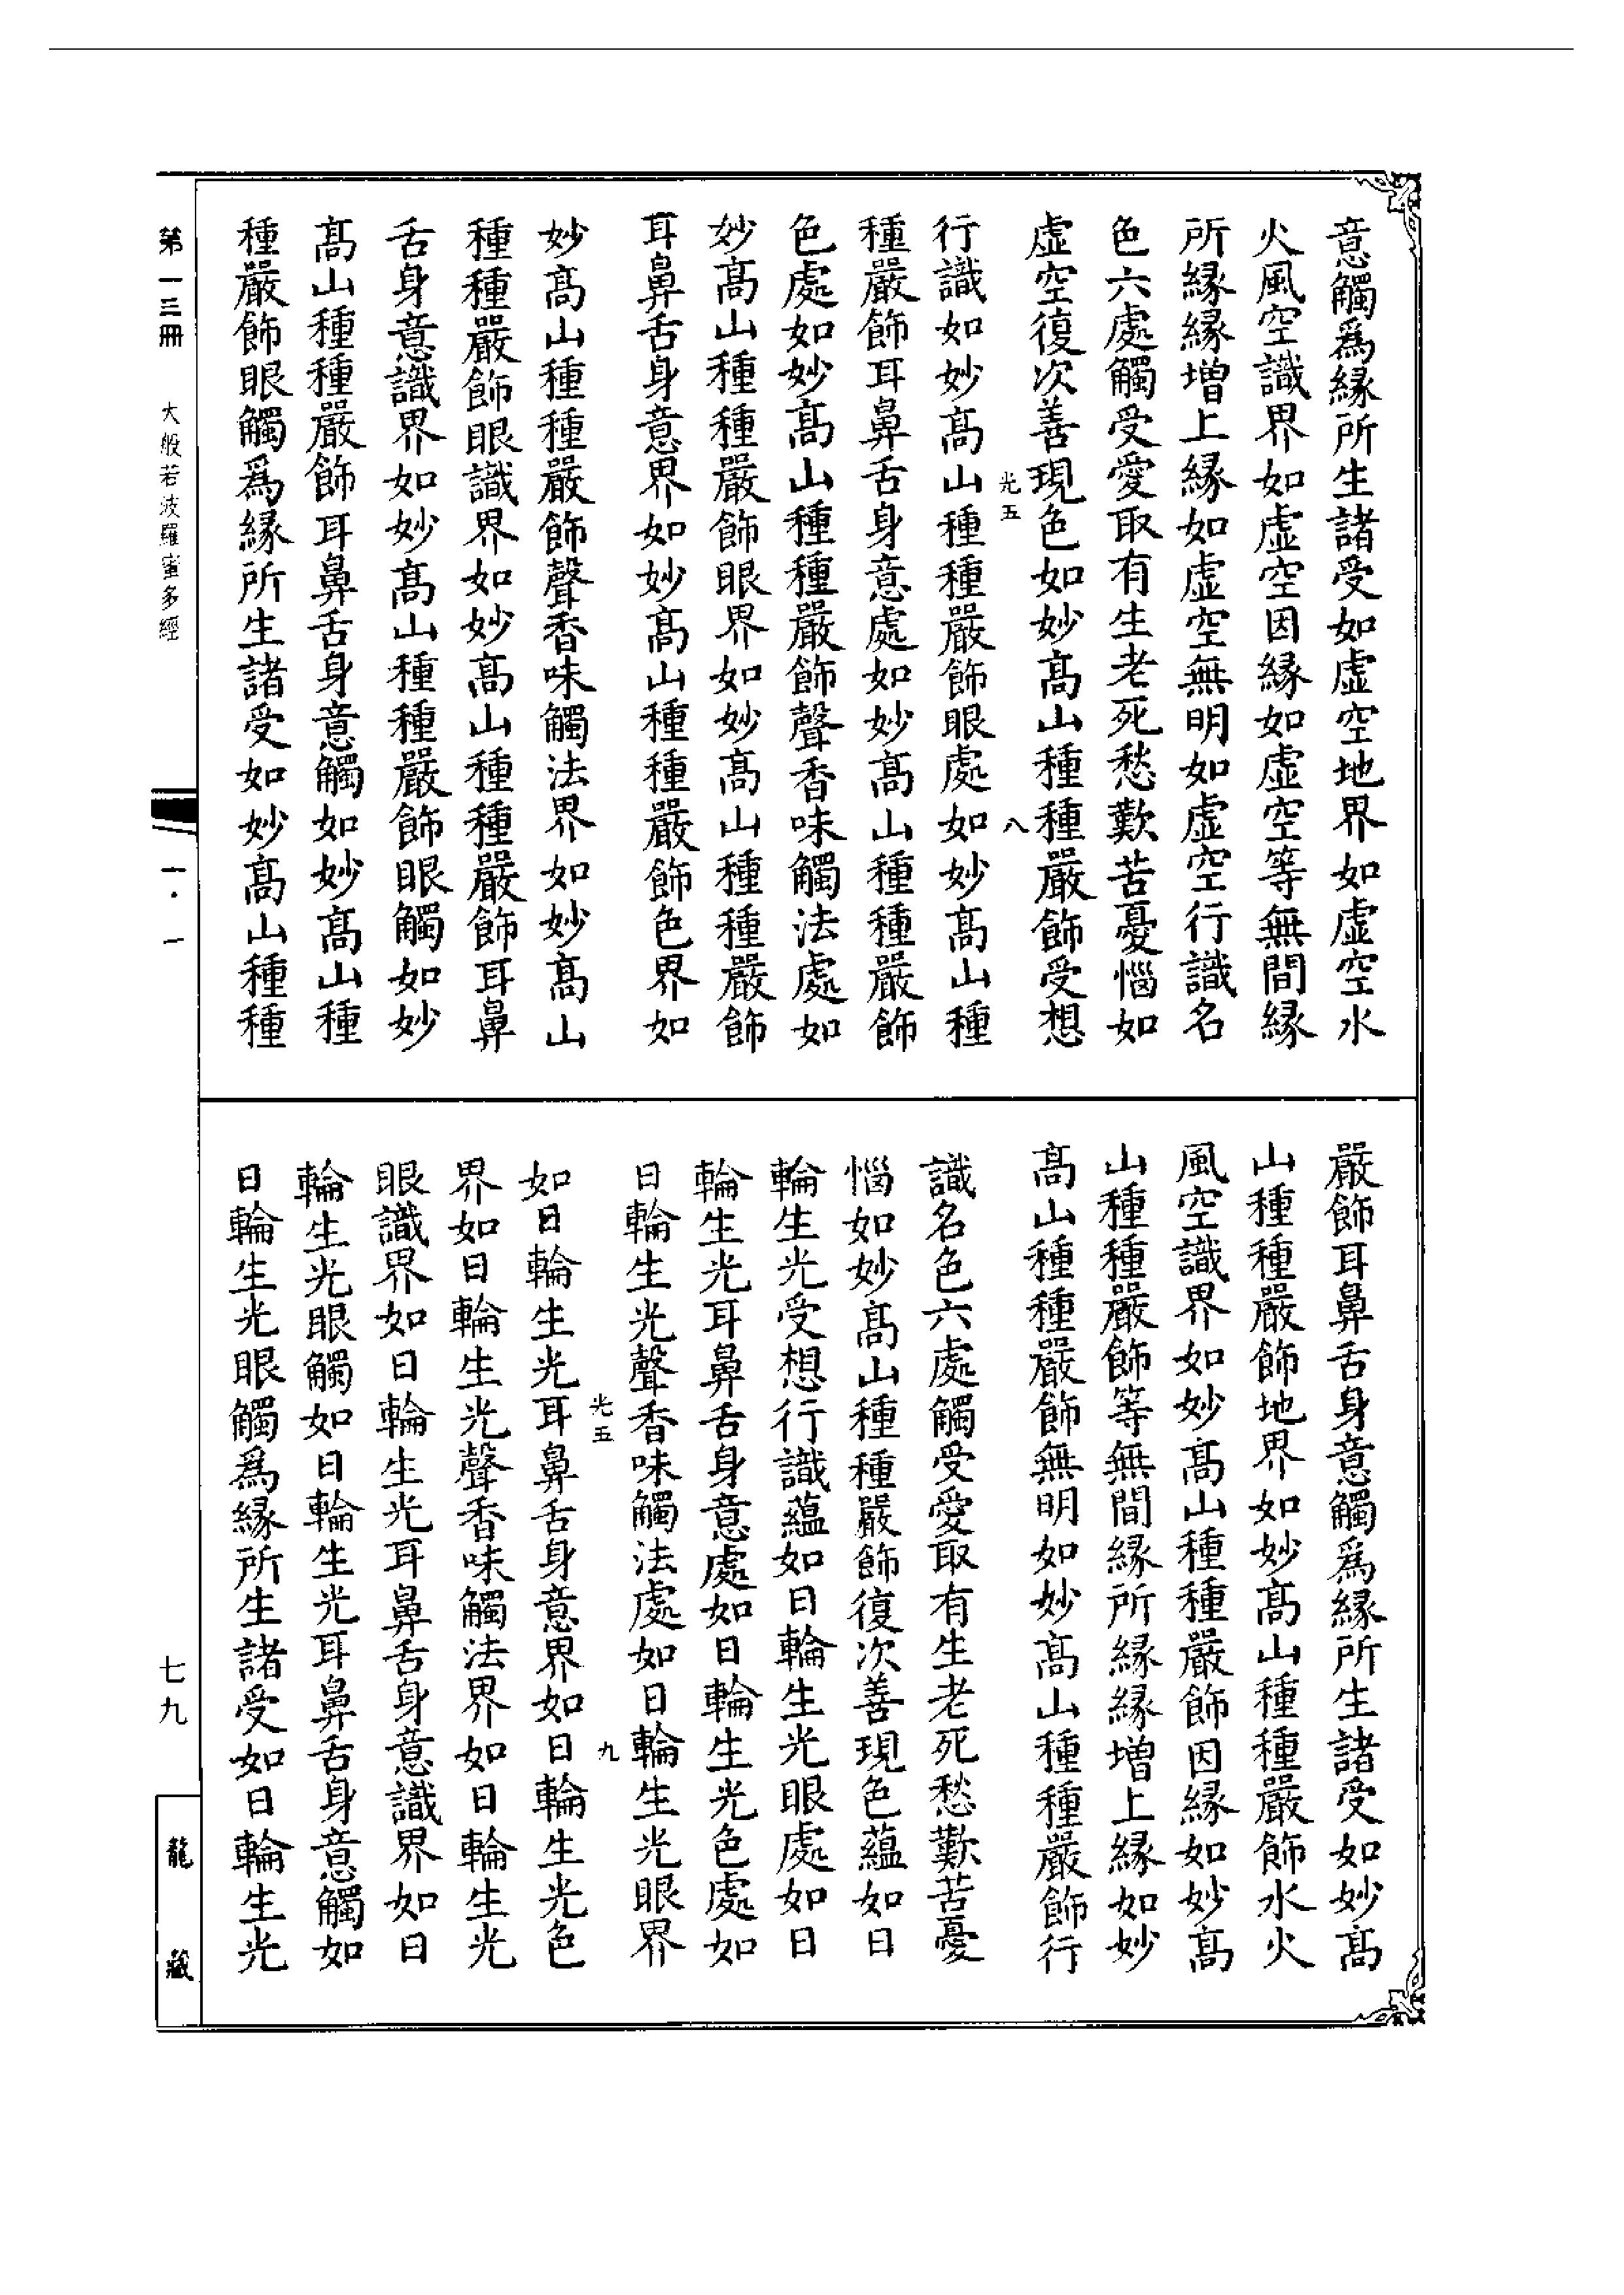 意觸爲緣所生諸受如虛空地界如虛空水
火風空識界如虛空因緣如虛空等無間緣
所緣緣增上緣如虛空無明如虛空行識名
色六處觸受愛取有生老死愁歎苦憂惱如
虛空復次善現色如妙高山種種嚴飾受想
光五
八
行識如妙高山種種嚴飾眼處如妙高山種
種嚴飾耳鼻舌身意處如妙高山種種嚴飾
色處如妙高山種種嚴飾聲香味觸法處如
妙高山種種嚴飾眼界如妙高山種種嚴飾
耳鼻舌身意界如妙高山種種嚴飾色界如
妙高山種種嚴飾聲香味觸法界如妙高山
種種嚴飾眼識界如妙高山種種嚴飾耳鼻
舌身意識界如妙高山種種嚴飾眼觸如妙
高山種種嚴飾耳鼻舌身意觸如妙高山種
種嚴飾眼觸爲緣所生諸受如妙高山種種
嚴飾耳鼻舌身意觸爲緣所生諸受如妙高
山種種嚴飾地界如妙高山種種嚴飾水火
風空識界如妙高山種種嚴飾因緣如妙高
山種種嚴飾等無間緣所緣緣增上緣如妙
高山種種嚴飾無明如妙高山種種嚴飾行
識名色六處觸受愛取有生老死愁歎苦憂
惱如妙高山種種嚴飾復次善現色蘊如日
輪生光受想行識蘊如日輪生光眼處如日
輪生光耳鼻舌身意處如日輪生光色處如
日輪生光聲香味觸法處如日輪生光眼界
光五
九
如日輪生光耳鼻舌身意界如日輪生光色
界如日輪生光聲香味觸法界如日輪生光
眼識界如日輪生光耳鼻舌身意識界如日
輪生光眼觸如日輪生光耳鼻舌身意觸如
日輪生光眼觸爲緣所生諸受如日輪生光
第一三冊 大般若波羅蜜多經
一·一
七九
龍藏